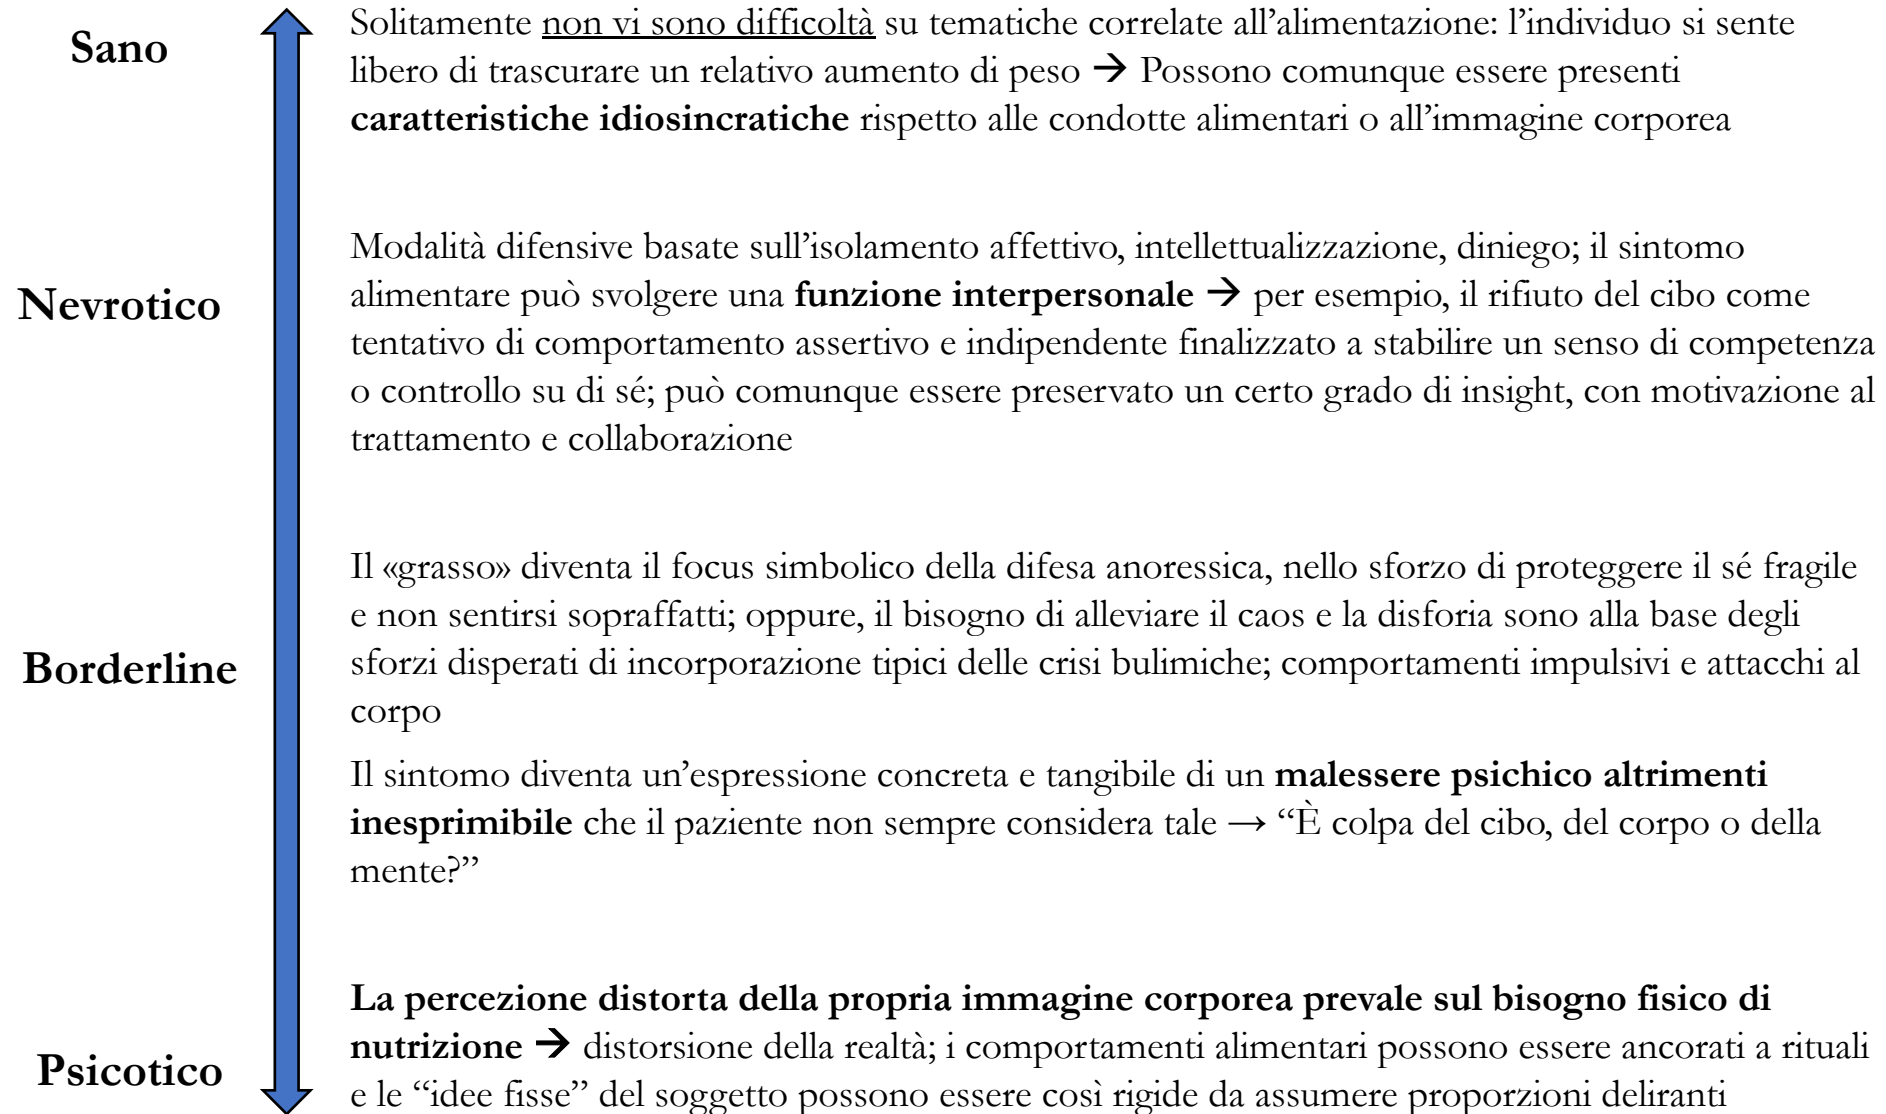 Sano
Solitamente non vi sono difficoltà su tematiche correlate all’alimentazione: l’individuo si sente
libero di trascurare un relativo aumento di peso → Possono comunque essere presenti
caratteristiche idiosincratiche rispetto alle condotte alimentari o all’immagine corporea
Nevrotico
Modalità difensive basate sull’isolamento affettivo, intellettualizzazione, diniego; il sintomo
alimentare può svolgere una funzione interpersonale → per esempio, il rifiuto del cibo come
tentativo di comportamento assertivo e indipendente finalizzato a stabilire un senso di competenza
o controllo su di sé; può comunque essere preservato un certo grado di insight, con motivazione al
trattamento e collaborazione
Borderline
Il «grasso» diventa il focus simbolico della difesa anoressica, nello sforzo di proteggere il sé fragile
e non sentirsi sopraffatti; oppure, il bisogno di alleviare il caos e la disforia sono alla base degli
sforzi disperati di incorporazione tipici delle crisi bulimiche; comportamenti impulsivi e attacchi al
corpo
Il sintomo diventa un’espressione concreta e tangibile di un malessere psichico altrimenti
inesprimibile che il paziente non sempre considera tale → “È colpa del cibo, del corpo o della
mente?”
Psicotico
La percezione distorta della propria immagine corporea prevale sul bisogno fisico di
nutrizione → distorsione della realtà; i comportamenti alimentari possono essere ancorati a rituali
e le “idee fisse” del soggetto possono essere così rigide da assumere proporzioni deliranti